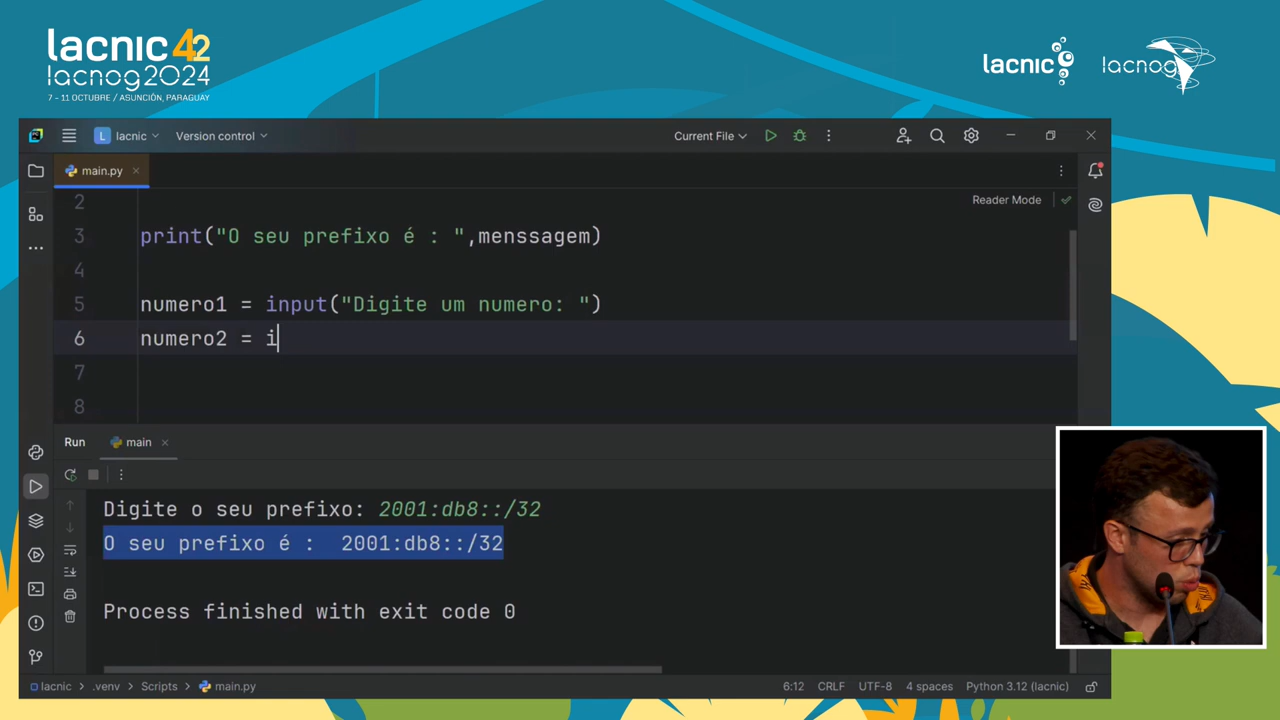 lacnic 42
lacnog2024
7 - 11 OCTUBRE / ASUNCIÓN, PARAGUAY
lacnic
lacnog
L lacnic
Version control
Current File
main.py
Reader Mode
2
3 print("O seu prefixo é : ",menssagem)
4
5 numero1 = input("Digite um numero: ")
6 numero2 = i
7
8
Run
main
Digite o seu prefixo: 2001:db8::/32
O seu prefixo é :  2001:db8::/32
Process finished with exit code 0
lacnic > .venv > Scripts > main.py
6:12 CRLF UTF-8 4 spaces Python 3.12 (lacnic)